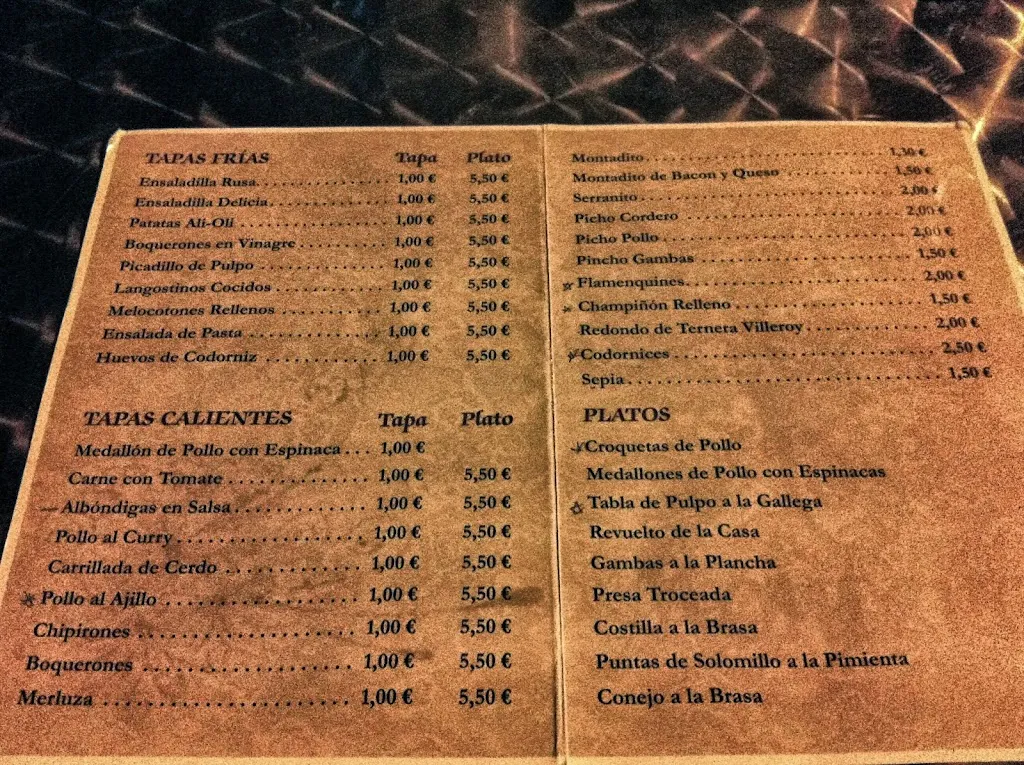 TAPAS FRÍAS Tapa Plato
Ensaladilla Rusa 1,00 € 5,50 €
Ensaladilla Delicia 1,00 € 5,50 €
Patatas Ali-Oli 1,00 € 5,50 €
Boquerones en Vinagre 1,00 € 5,50 €
Picadillo de Pulpo 1,00 € 5,50 €
Langostinos Cocidos 1,00 € 5,50 €
Melocotones Rellenos 1,00 € 5,50 €
Ensalada de Pasta 1,00 € 5,50 €
Huevos de Codorniz 1,00 € 5,50 €
TAPAS CALIENTES Tapa Plato
Medallón de Pollo con Espinaca 1,00 €
Carne con Tomate 1,00 € 5,50 €
Albóndigas en Salsa 1,00 € 5,50 €
Pollo al Curry 1,00 € 5,50 €
Carrillada de Cerdo 1,00 € 5,50 €
Pollo al Ajillo 1,00 € 5,50 €
Chipirones 1,00 € 5,50 €
Boquerones 1,00 € 5,50 €
Merluza 1,00 € 5,50 €
Montadito 1,30 €
Montadito de Bacon y Queso 1,50 €
Serranito 2,00 €
Picho Cordero 2,00 €
Picho Pollo 2,00 €
Pincho Gambas 1,50 €
Flamenquines 2,00 €
Champiñón Relleno 1,50 €
Redondo de Ternera Villeroy 2,00 €
Codornices 2,50 €
Sepia 1,50 €
PLATOS
Croquetas de Pollo
Medallones de Pollo con Espinacas
Tabla de Pulpo a la Gallega
Revuelto de la Casa
Gambas a la Plancha
Presa Troceada
Costilla a la Brasa
Puntas de Solomillo a la Pimienta
Conejo a la Brasa